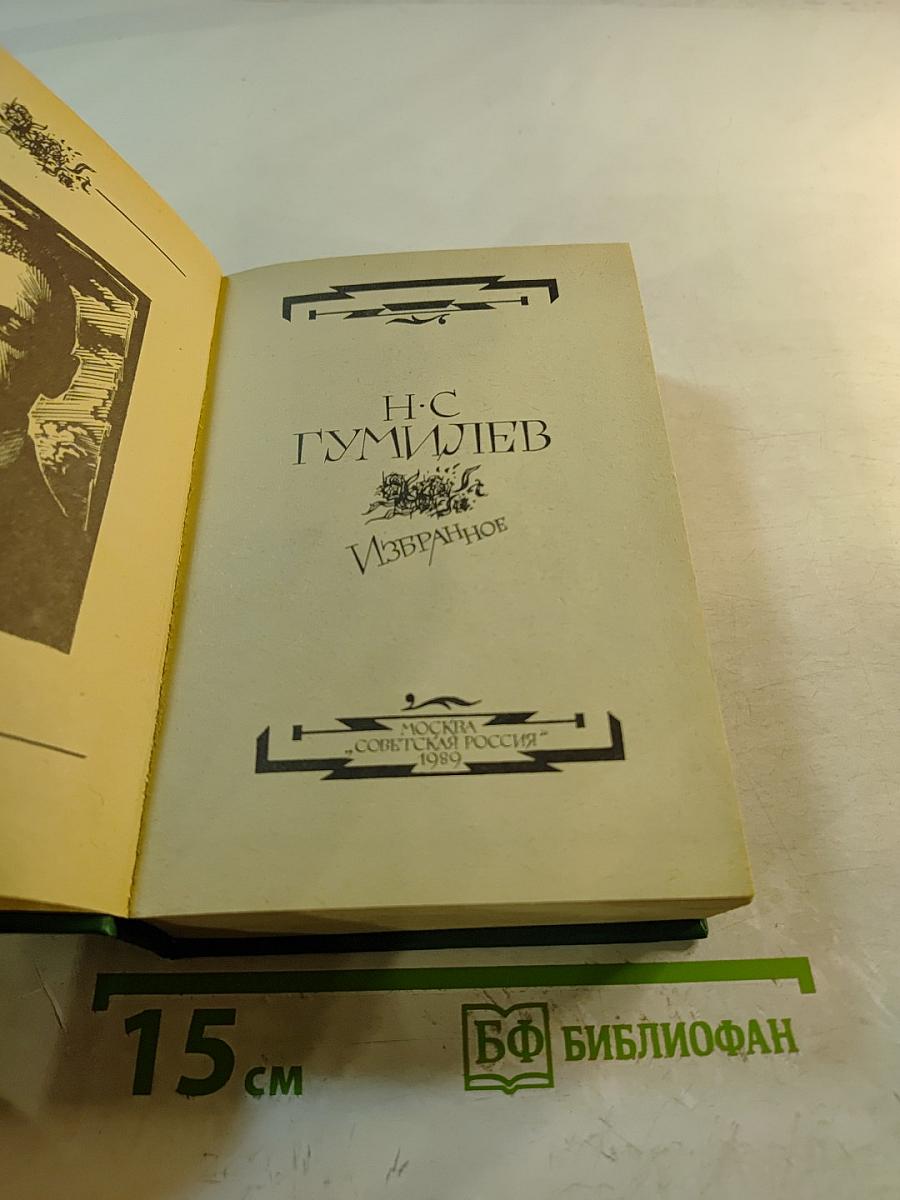 Н·С
ГУМИЛЕВ
ИЗБРАННОЕ
МОСКВА
„СОВЕТСКАЯ РОССИЯ"
1989
15 см
БФ БИБЛИОФАН